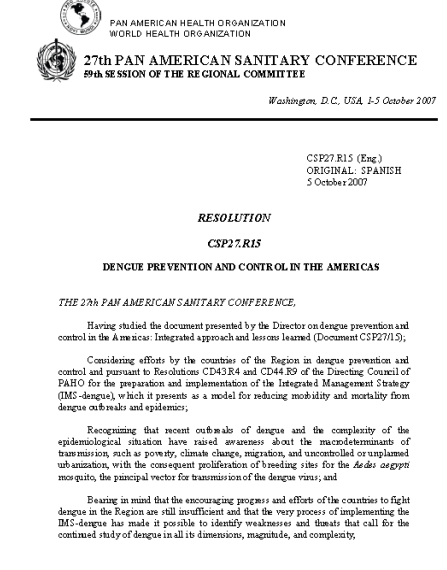 PAN AMERICAN HEALTH ORGANIZATION
WORLD HEALTH ORGANIZATION
27th PAN AMERICAN SANITARY CONFERENCE
59th SESSION OF THE REGIONAL COMMITTEE
Washington, D.C., USA, 1-5 October 2007
CSP27.R15 (Eng.)
ORIGINAL: SPANISH
5 October 2007
RESOLUTION
CSP27.R15
DENGUE PREVENTION AND CONTROL IN THE AMERICAS
THE 27th PAN AMERICAN SANITARY CONFERENCE,
Having studied the document presented by the Director on dengue prevention and
control in the Americas: Integrated approach and lessons learned (Document CSP27/15);
Considering efforts by the countries of the Region in dengue prevention and
control and pursuant to Resolutions CD43.R4 and CD44.R9 of the Directing Council of
PAHO for the preparation and implementation of the Integrated Management Strategy
(IMS-dengue), which it presents as a model for reducing morbidity and mortality from
dengue outbreaks and epidemics;
Recognizing that recent outbreaks of dengue and the complexity of the
epidemiological situation have raised awareness about the macrodeterminants of
transmission, such as poverty, climate change, migration, and uncontrolled or unplanned
urbanization, with the consequent proliferation of breeding sites for the Aedes aegypti
mosquito, the principal vector for transmission of the dengue virus; and
Bearing in mind that the encouraging progress and efforts of the countries to fight
dengue in the Region are still insufficient and that the very process of implementing the
IMS-dengue has made it possible to identify weaknesses and threats that call for the
continued study of dengue in all its dimensions, magnitude, and complexity,